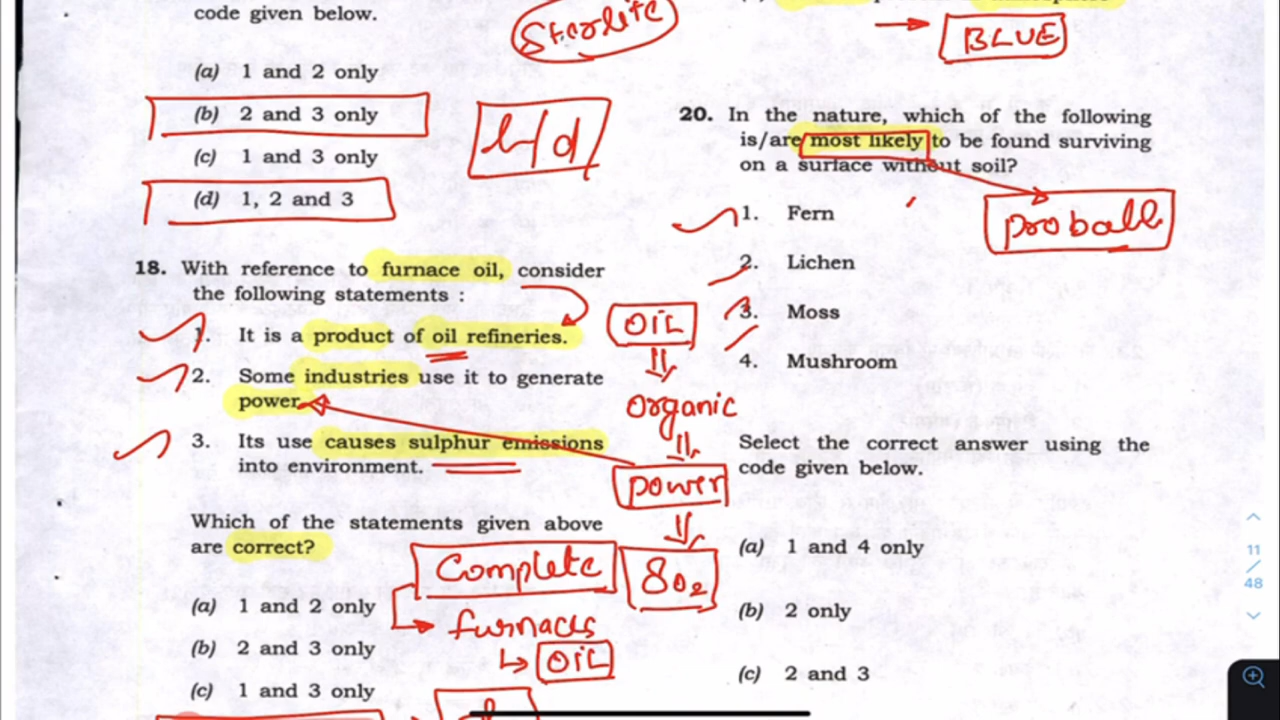 code given below.
(a) 1 and 2 only
(b) 2 and 3 only
(c) 1 and 3 only
(d) 1, 2 and 3
Sterlite
b/d
18. With reference to furnace oil, consider
the following statements :
1. It is a product of oil refineries.
2. Some industries use it to generate
power.
3. Its use causes sulphur emissions
into environment.
Which of the statements given above
are correct?
(a) 1 and 2 only
(b) 2 and 3 only
(c) 1 and 3 only
Complete
furnaces
OIL
OIL
Organic
power
SO2
BLUE
20. In the nature, which of the following
is/are most likely to be found surviving
on a surface without soil?
probable
1. Fern
2. Lichen
3. Moss
4. Mushroom
Select the correct answer using the
code given below.
(a) 1 and 4 only
(b) 2 only
(c) 2 and 3
11
/
48